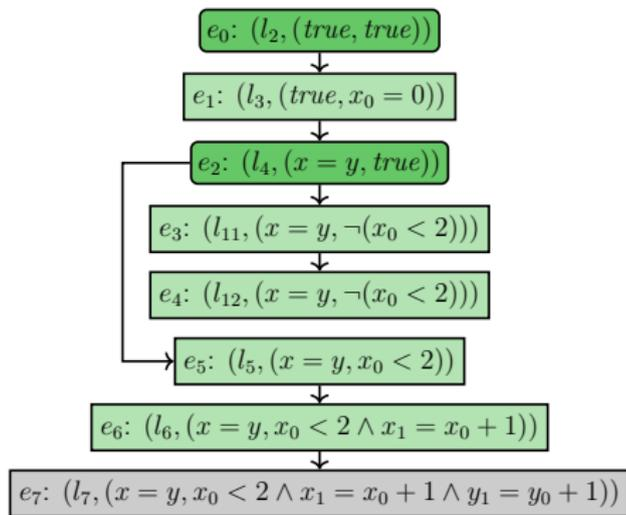 e₀: (l₂, (true, true))
e₁: (l₃, (true, x₀ = 0))
e₂: (l₄, (x = y, true))
e₃: (l₁₁, (x = y, ¬(x₀ < 2)))
e₄: (l₁₂, (x = y, ¬(x₀ < 2)))
e₅: (l₅, (x = y, x₀ < 2))
e₆: (l₆, (x = y, x₀ < 2 ∧ x₁ = x₀ + 1))
e₇: (l₇, (x = y, x₀ < 2 ∧ x₁ = x₀ + 1 ∧ y₁ = y₀ + 1))